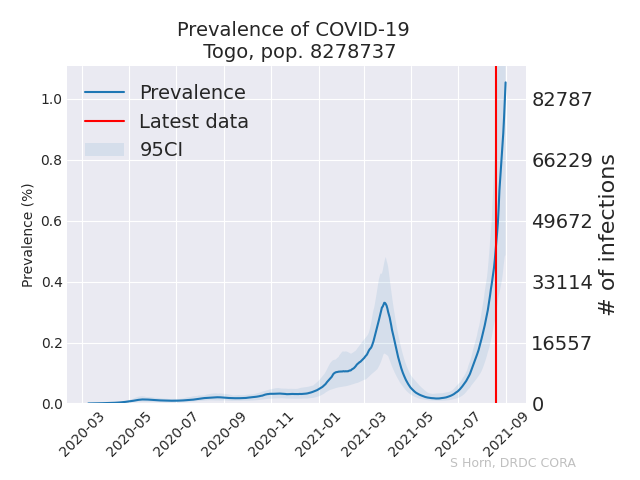 Prevalence of COVID-19
Togo, pop. 8278737
Prevalence
Latest data
95CI
Prevalence (%)
1.0
0.8
0.6
0.4
0.2
0.0
82787
66229
49672
33114
16557
0
# of infections
2020-03
2020-05
2020-07
2020-09
2020-11
2021-01
2021-03
2021-05
2021-07
2021-09
S Horn, DRDC CORA